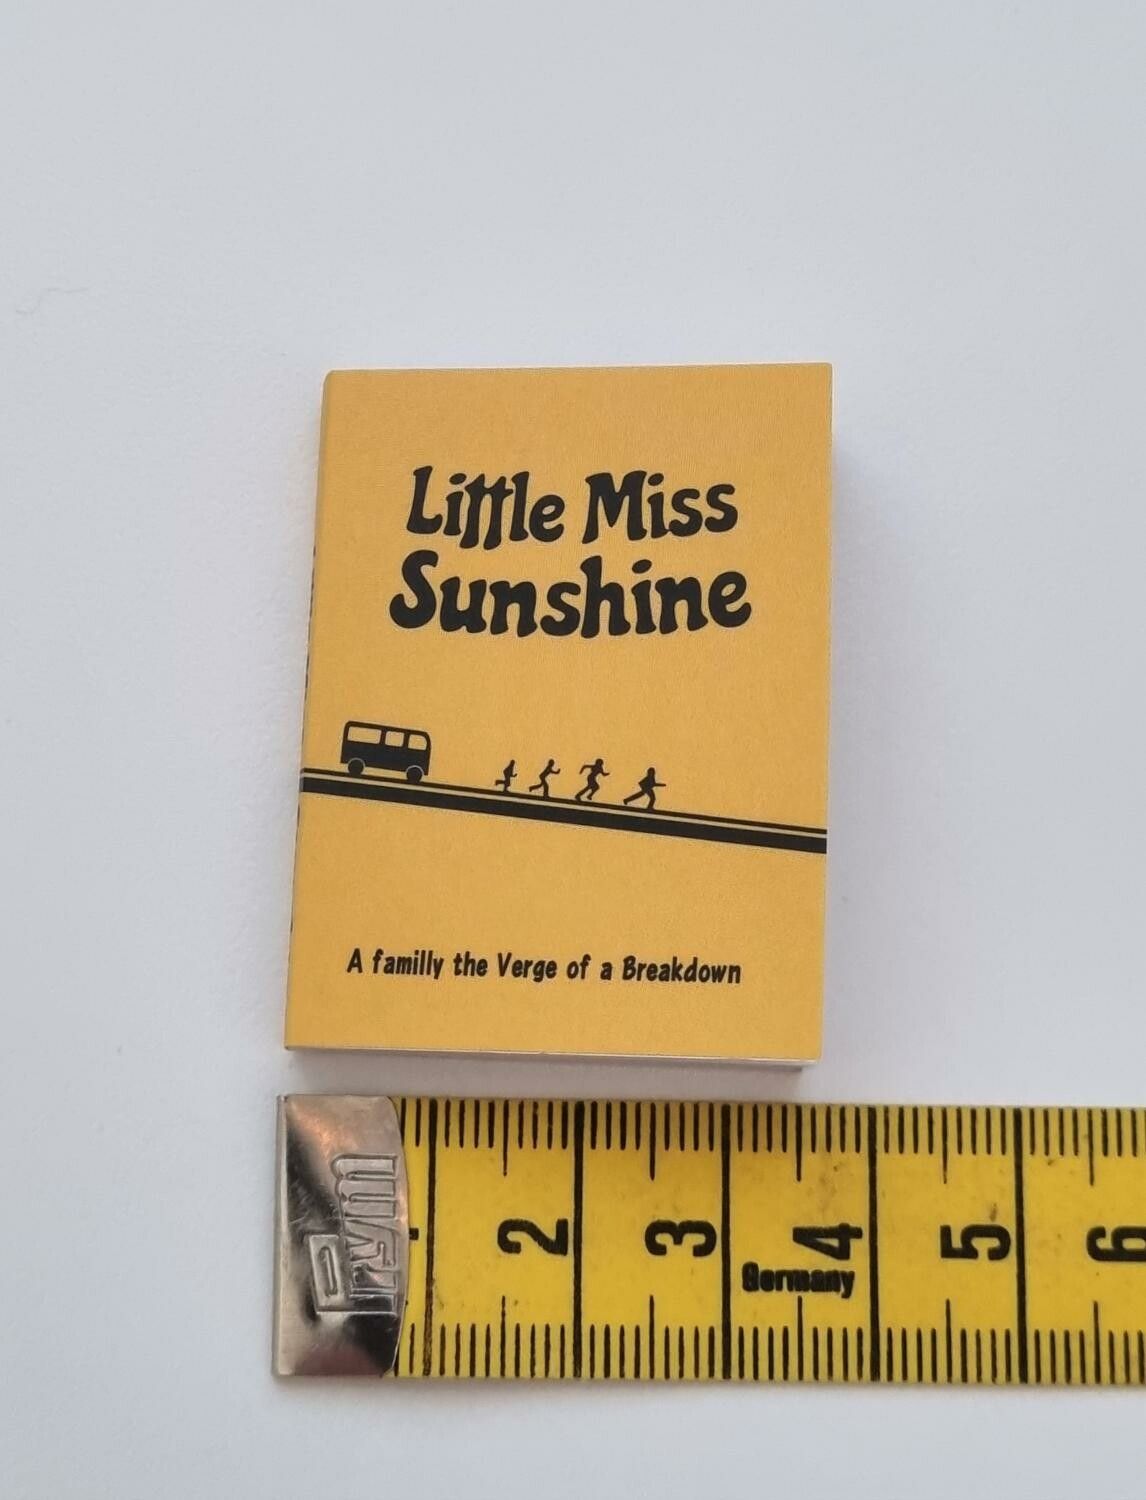 Little Miss
Sunshine
A familly the Verge of a Breakdown
Prym
2
3
4
5
6
Germany